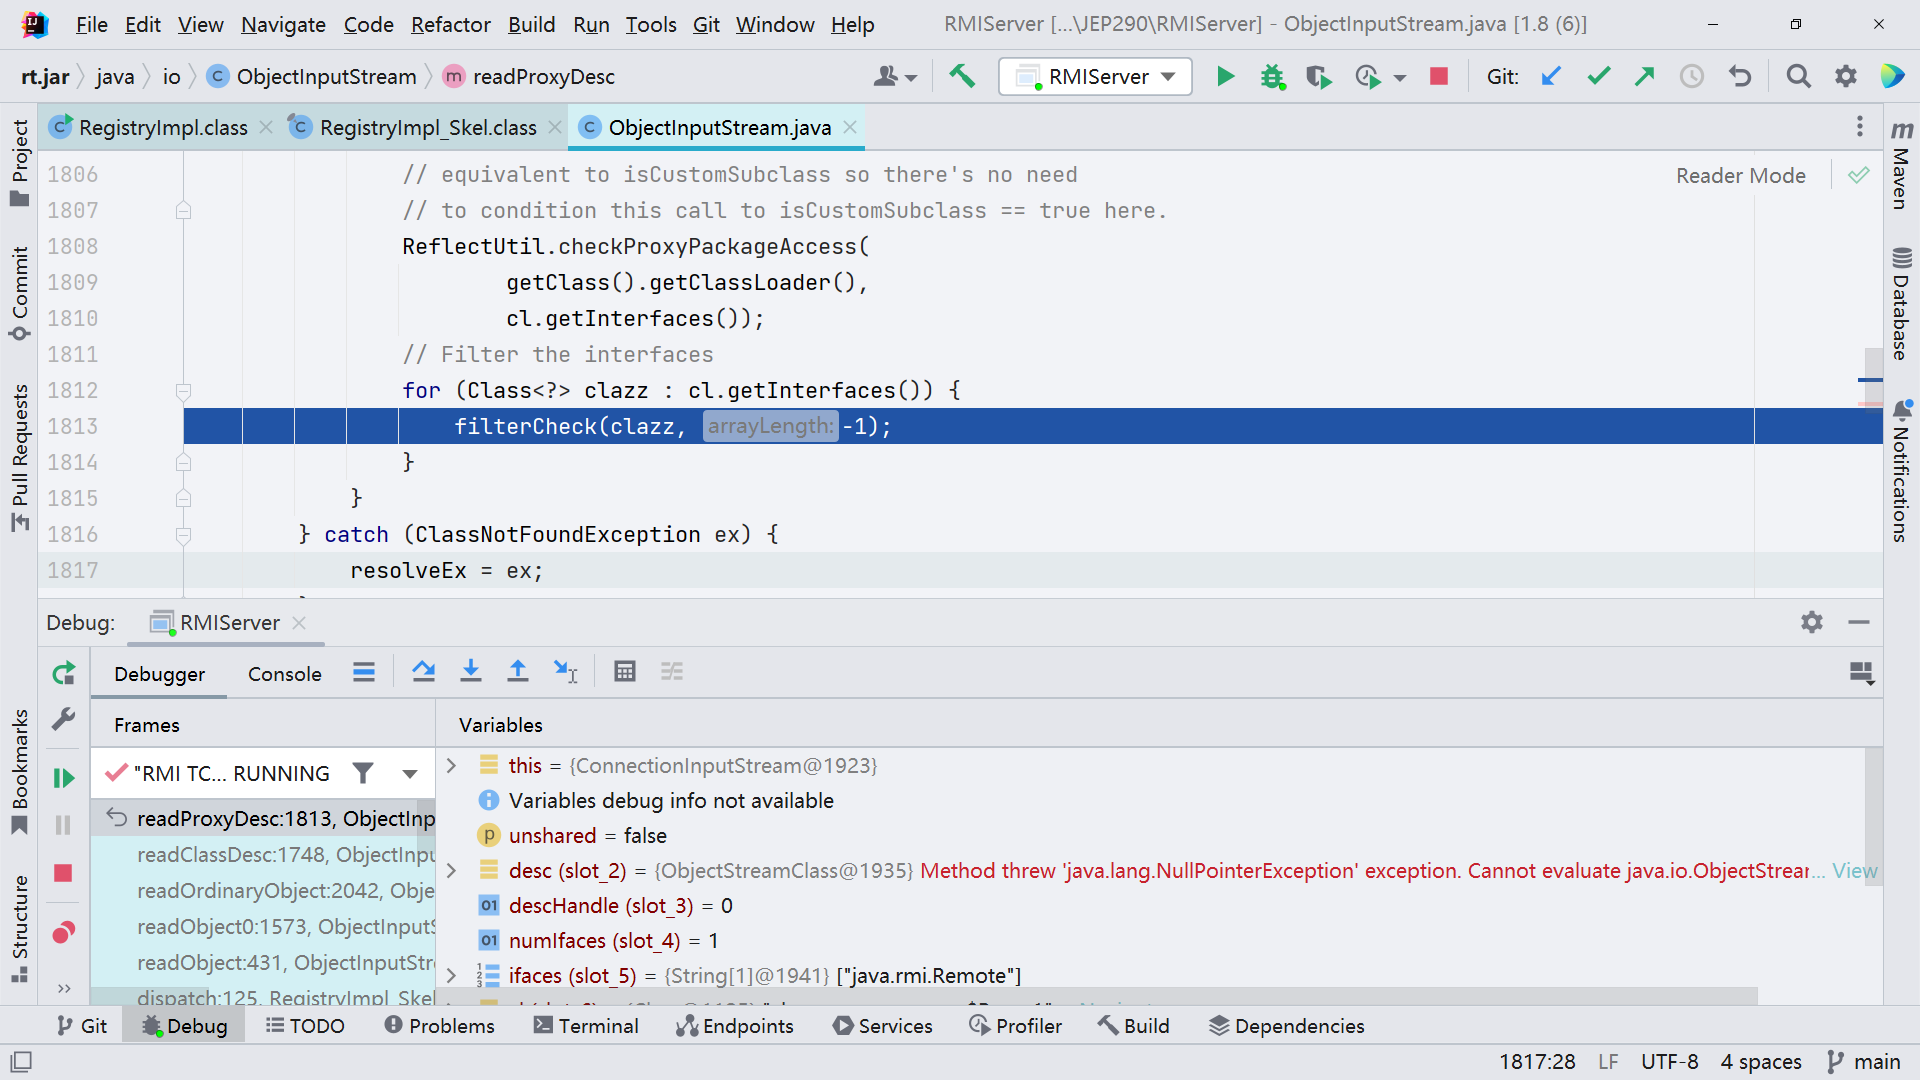 File Edit View Navigate Code Refactor Build Run Tools Git Window Help RMIServer [...\JEP290\RMIServer] - ObjectInputStream.java [1.8 (6)]
rt.jar java io ObjectInputStream readProxyDesc RMIServer Git:
RegistryImpl.class RegistryImpl_Skel.class ObjectInputStream.java
Reader Mode
1806 // equivalent to isCustomSubclass so there's no need
1807 // to condition this call to isCustomSubclass == true here.
1808 ReflectUtil.checkProxyPackageAccess(
1809 getClass().getClassLoader(),
1810 cl.getInterfaces());
1811 // Filter the interfaces
1812 for (Class<?> clazz : cl.getInterfaces()) {
1813 filterCheck(clazz, arrayLength: -1);
1814 }
1815 }
1816 } catch (ClassNotFoundException ex) {
1817 resolveEx = ex;
Project
Commit
Pull Requests
Bookmarks
Structure
Maven
Database
Notifications
Debug: RMIServer
Debugger Console
Frames
"RMI TC... RUNNING
readProxyDesc:1813, ObjectInp
readClassDesc:1748, ObjectInpu
readOrdinaryObject:2042, Obje
readObject0:1573, ObjectInputS
readObject:431, ObjectInputStre
dispatch:125, RegistryImpl_Skel
Variables
this = {ConnectionInputStream@1923}
Variables debug info not available
unshared = false
desc (slot_2) = {ObjectStreamClass@1935} Method threw 'java.lang.NullPointerException' exception. Cannot evaluate java.io.ObjectStrear... View
descHandle (slot_3) = 0
numIfaces (slot_4) = 1
ifaces (slot_5) = {String[1]@1941} ["java.rmi.Remote"]
Git Debug TODO Problems Terminal Endpoints Services Profiler Build Dependencies
1817:28 LF UTF-8 4 spaces main